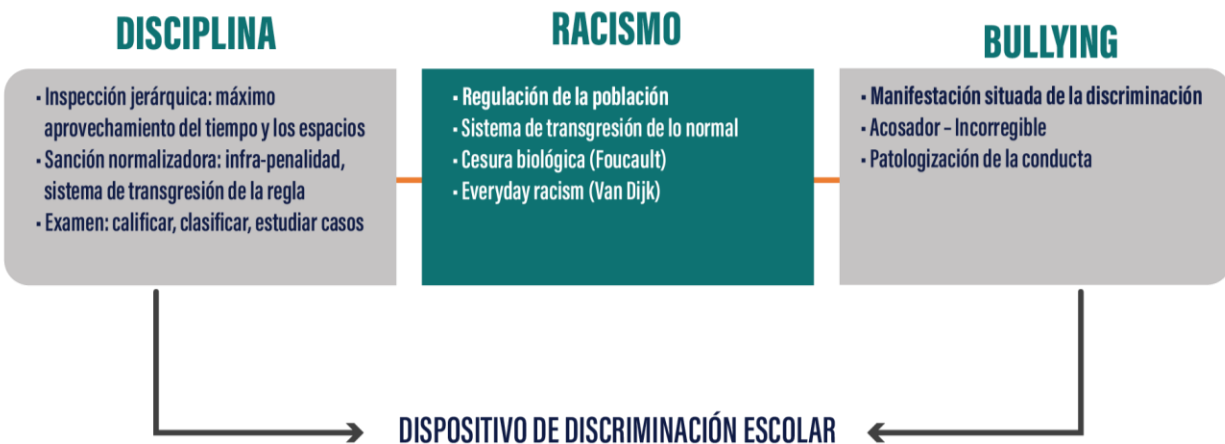 DISCIPLINA
• Inspección jerárquica: máximo
aprovechamiento del tiempo y los espacios
• Sanción normalizadora: infra-penalidad,
sistema de transgresión de la regla
• Examen: calificar, clasificar, estudiar casos
RACISMO
• Regulación de la población
• Sistema de transgresión de lo normal
• Cesura biológica (Foucault)
• Everyday racism (Van Dijk)
BULLYING
• Manifestación situada de la discriminación
• Acosador – Incorregible
• Patologización de la conducta
DISPOSITIVO DE DISCRIMINACIÓN ESCOLAR